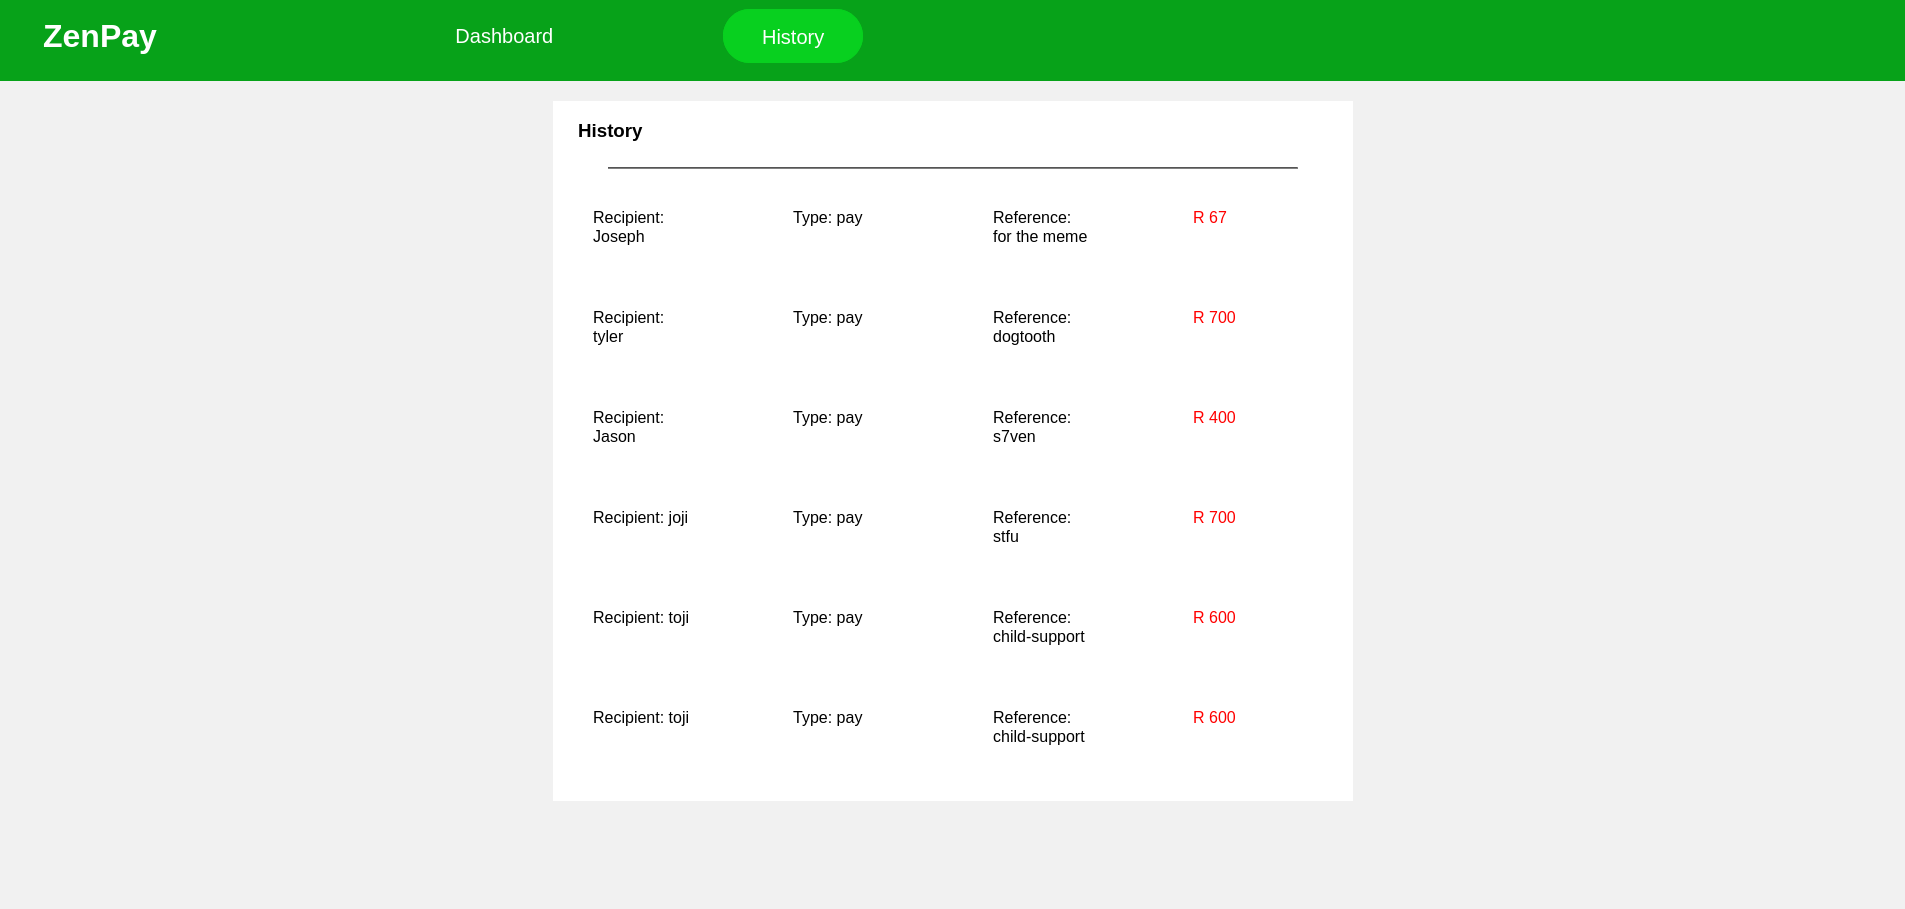 ZenPay
Dashboard
History
History
Recipient:
Joseph
Type: pay
Reference:
for the meme
R 67
Recipient:
tyler
Type: pay
Reference:
dogtooth
R 700
Recipient:
Jason
Type: pay
Reference:
s7ven
R 400
Recipient: joji
Type: pay
Reference:
stfu
R 700
Recipient: toji
Type: pay
Reference:
child-support
R 600
Recipient: toji
Type: pay
Reference:
child-support
R 600